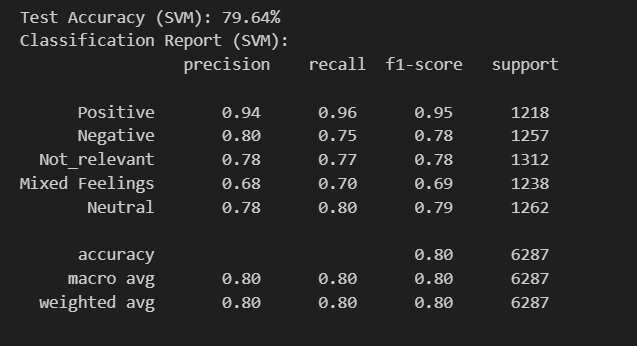 Test Accuracy (SVM): 79.64%
Classification Report (SVM):
precision recall f1-score support
Positive 0.94 0.96 0.95 1218
Negative 0.80 0.75 0.78 1257
Not_relevant 0.78 0.77 0.78 1312
Mixed Feelings 0.68 0.70 0.69 1238
Neutral 0.78 0.80 0.79 1262
accuracy 0.80 6287
macro avg 0.80 0.80 0.80 6287
weighted avg 0.80 0.80 0.80 6287